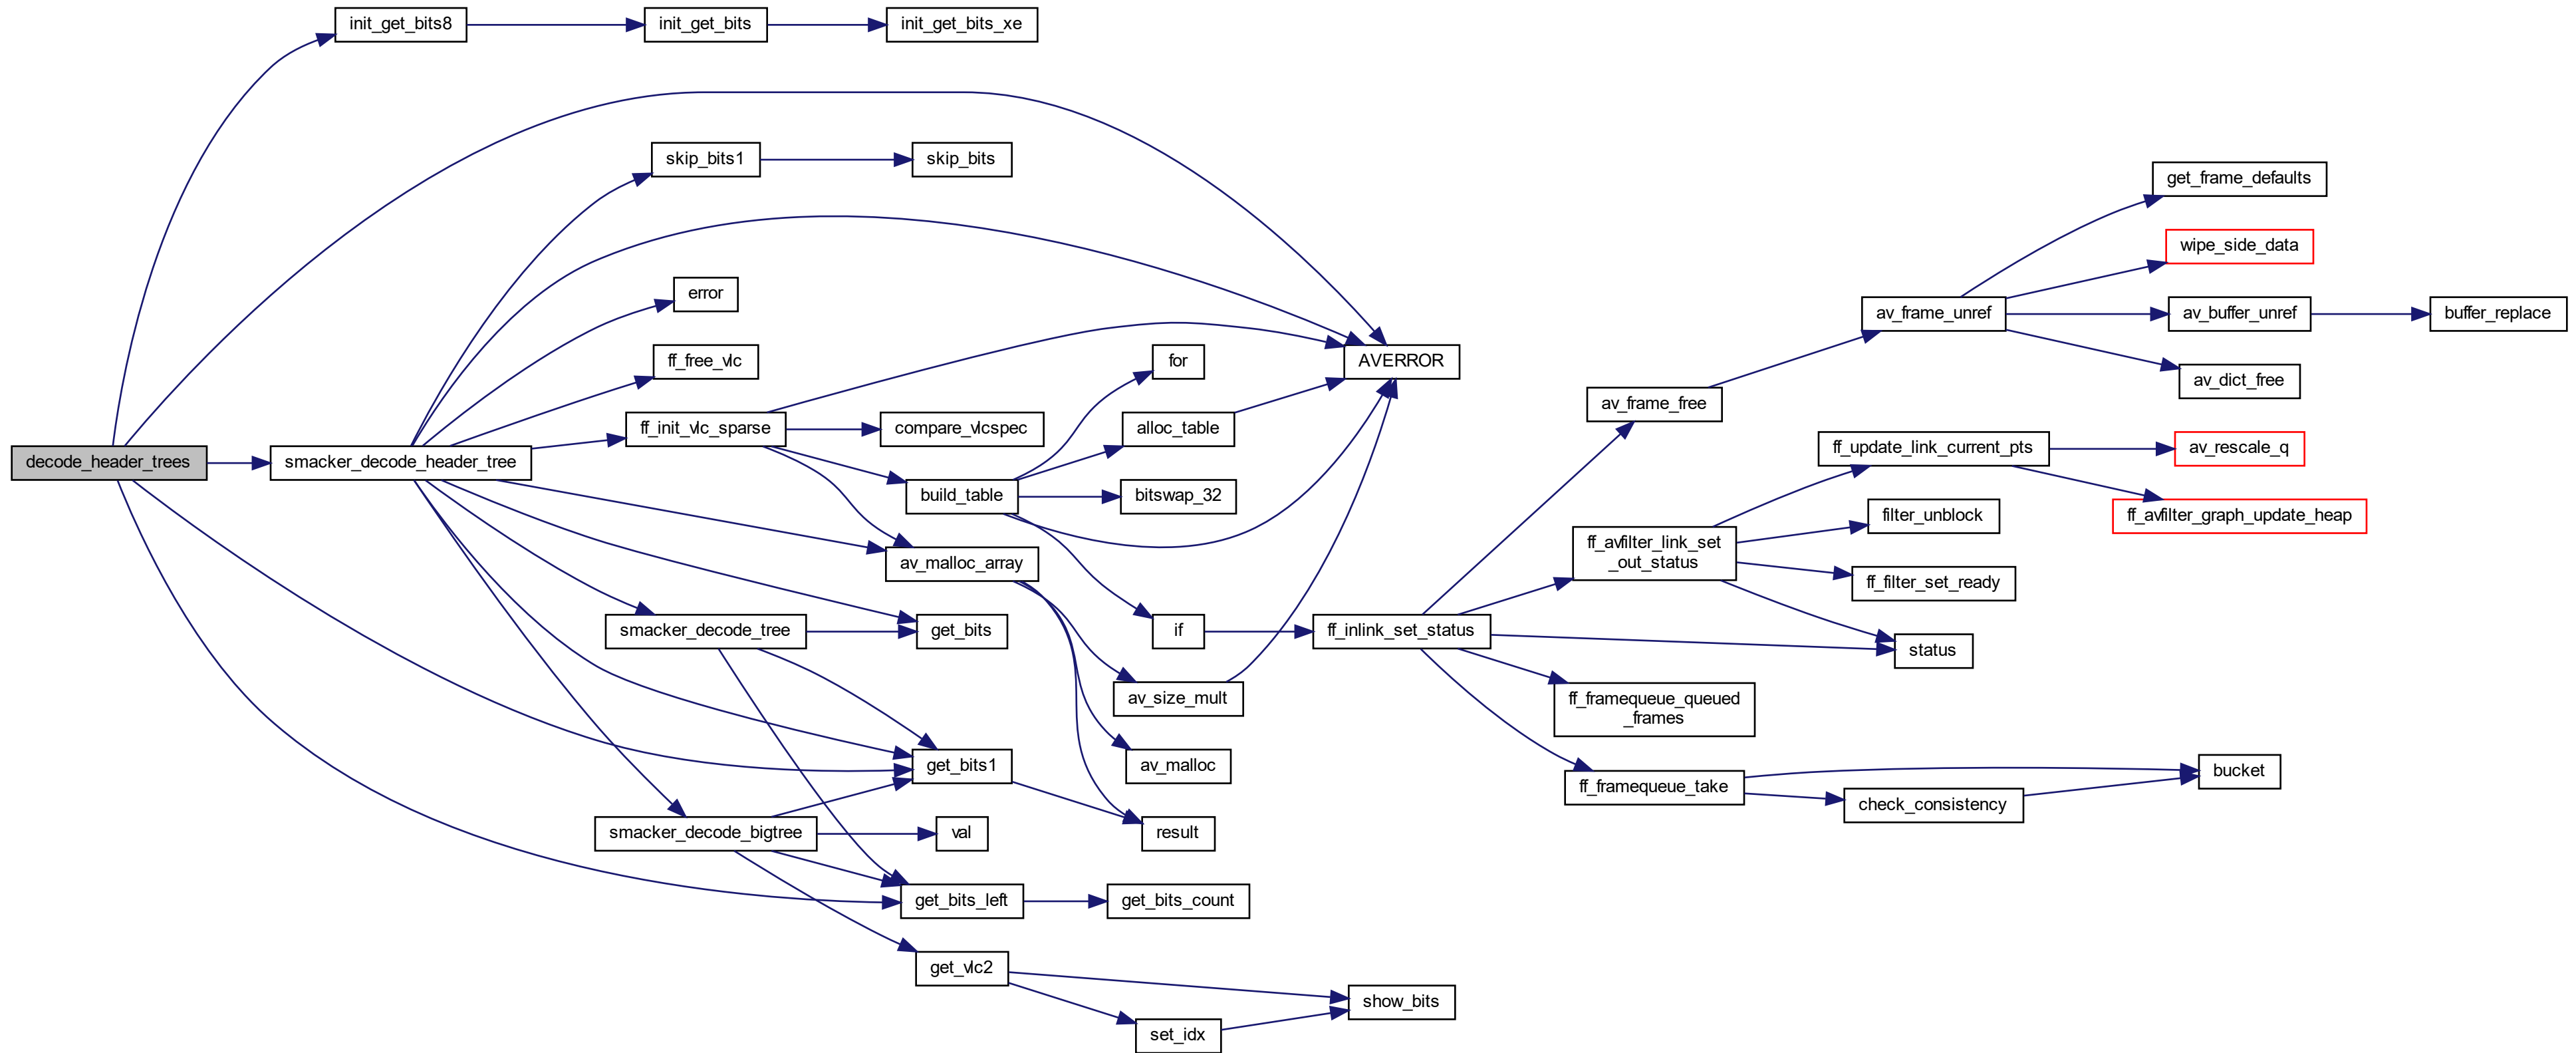 init_get_bits8
init_get_bits
init_get_bits_xe
skip_bits1
skip_bits
get_frame_defaults
wipe_side_data
error
av_frame_unref
av_buffer_unref
buffer_replace
ff_free_vlc
for
AVERROR
av_dict_free
av_frame_free
ff_init_vlc_sparse
compare_vlcspec
alloc_table
ff_update_link_current_pts
av_rescale_q
decode_header_trees
smacker_decode_header_tree
build_table
bitswap_32
filter_unblock
ff_avfilter_graph_update_heap
ff_avfilter_link_set
_out_status
av_malloc_array
ff_filter_set_ready
smacker_decode_tree
get_bits
if
ff_inlink_set_status
status
av_size_mult
ff_framequeue_queued
_frames
get_bits1
av_malloc
bucket
ff_framequeue_take
check_consistency
smacker_decode_bigtree
val
result
get_bits_left
get_bits_count
get_vlc2
show_bits
set_idx